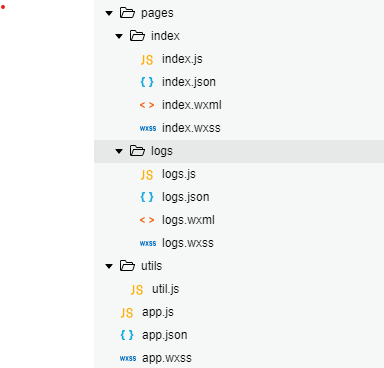 pages
index
JS index.js
{ } index.json
< > index.wxml
wxss index.wxss
logs
JS logs.js
{ } logs.json
< > logs.wxml
wxss logs.wxss
utils
JS util.js
JS app.js
{ } app.json
wxss app.wxss